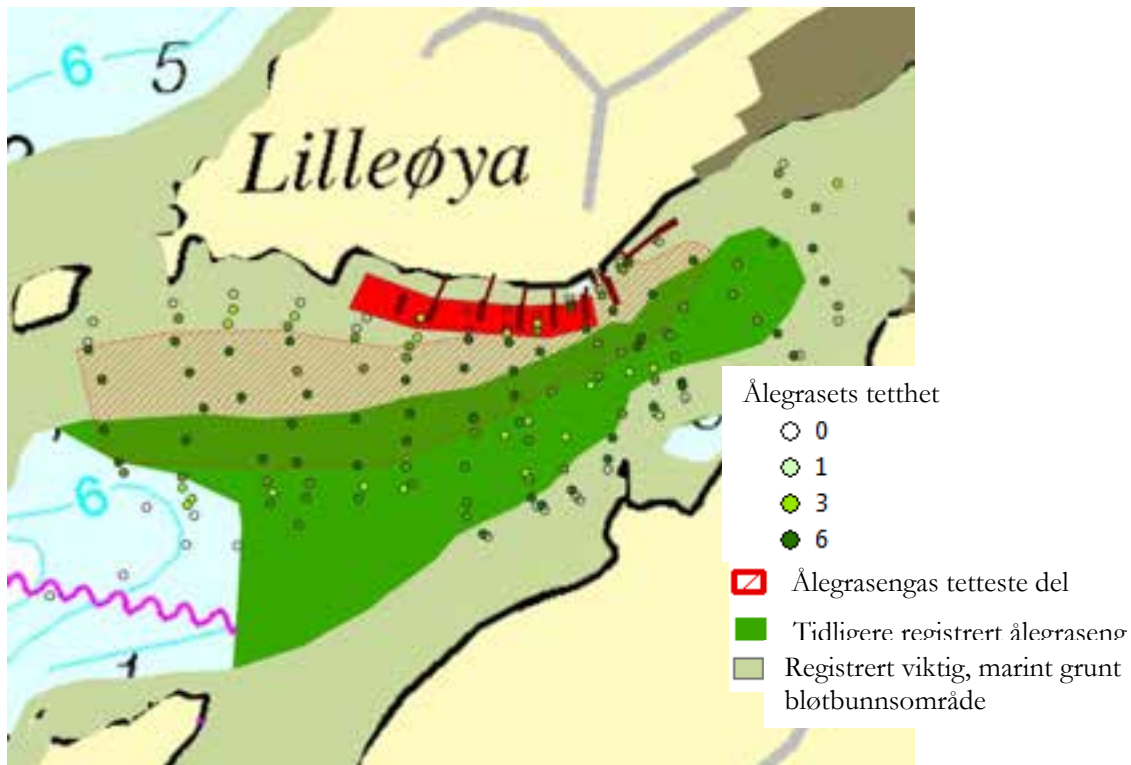 6
5
Lilleøya
6
1
Ålegrasets tetthet
0
1
3
6
Ålegrasengas tetteste del
Tidligere registrert ålegraseng
Registrert viktig, marint grunt
bløtbunnsområde